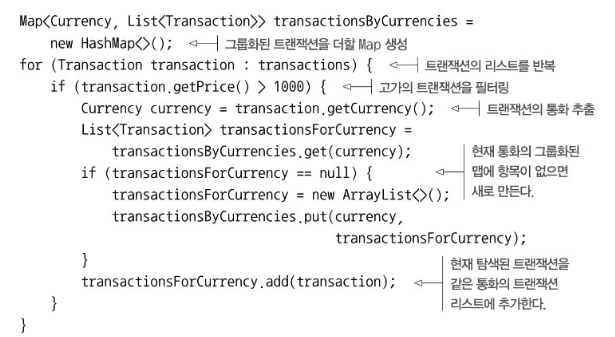 Map<Currency, List<Transaction>> transactionsByCurrencies =
new HashMap<>(); 그룹화된 트랜잭션을 더할 Map 생성
for (Transaction transaction : transactions) { 트랜잭션의 리스트를 반복
if (transaction.getPrice() > 1000) { 고가의 트랜잭션을 필터링
Currency currency = transaction.getCurrency(); 트랜잭션의 통화 추출
List<Transaction> transactionsForCurrency =
transactionsByCurrencies.get(currency);
if (transactionsForCurrency == null) {
현재 통화의 그룹화된
맵에 항목이 없으면
새로 만든다.
transactionsForCurrency = new ArrayList<>();
transactionsByCurrencies.put(currency,
transactionsForCurrency);
}
transactionsForCurrency.add(transaction);
현재 탐색된 트랜잭션을
같은 통화의 트랜잭션
리스트에 추가한다.
}
}